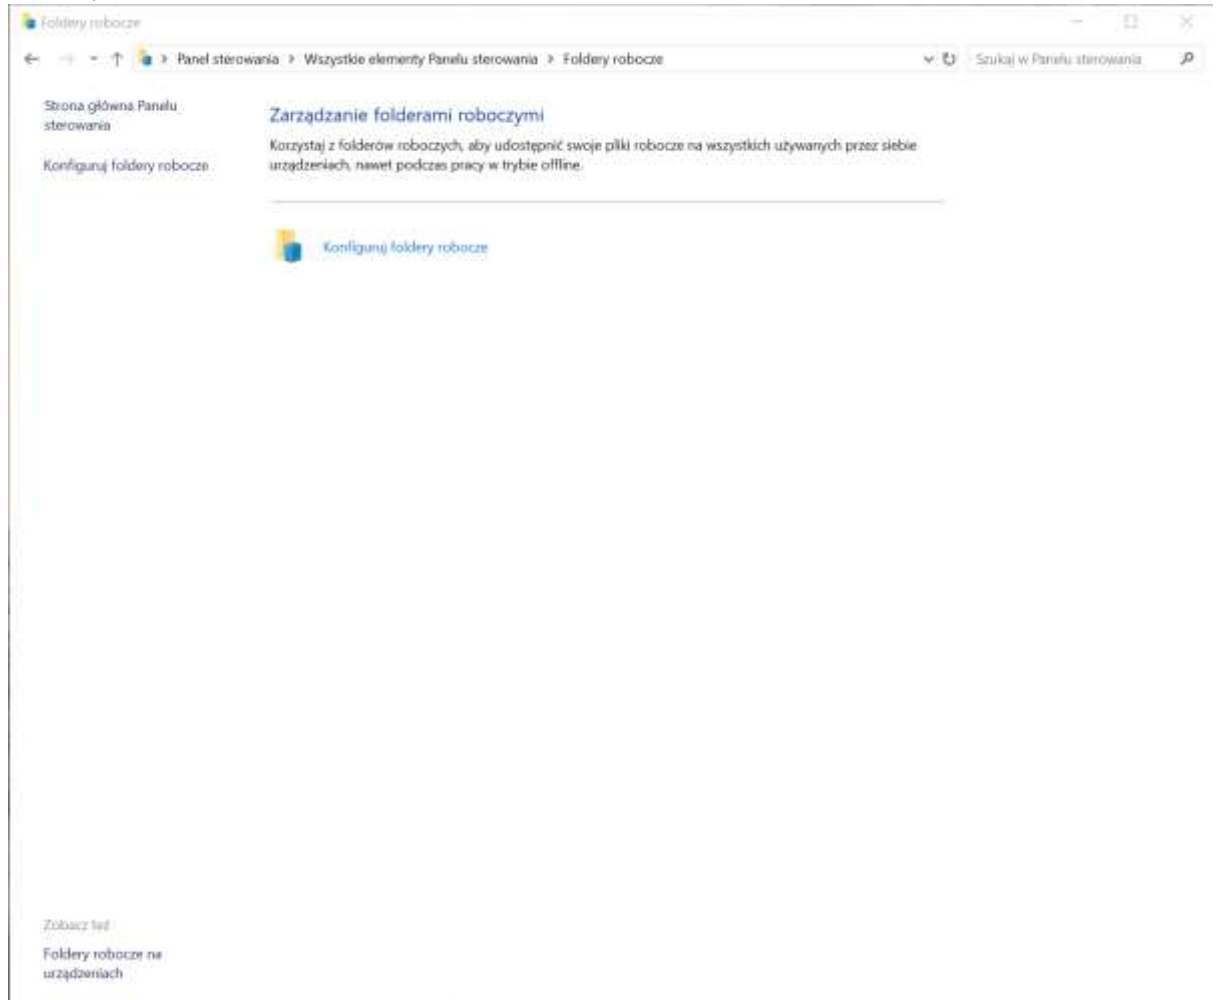 Foldery robocze
Panel sterowania > Wszystkie elementy Panelu sterowania > Foldery robocze
Szukaj w Panelu sterowania
Strona główna Panelu
sterowania
Konfiguruj foldery robocze
Zarządzanie folderami roboczymi
Korzystaj z folderów roboczych, aby udostępnić swoje pliki robocze na wszystkich używanych przez siebie
urządzeniach, nawet podczas pracy w trybie offline.
Konfiguruj foldery robocze
Zobacz też
Foldery robocze na
urządzeniach